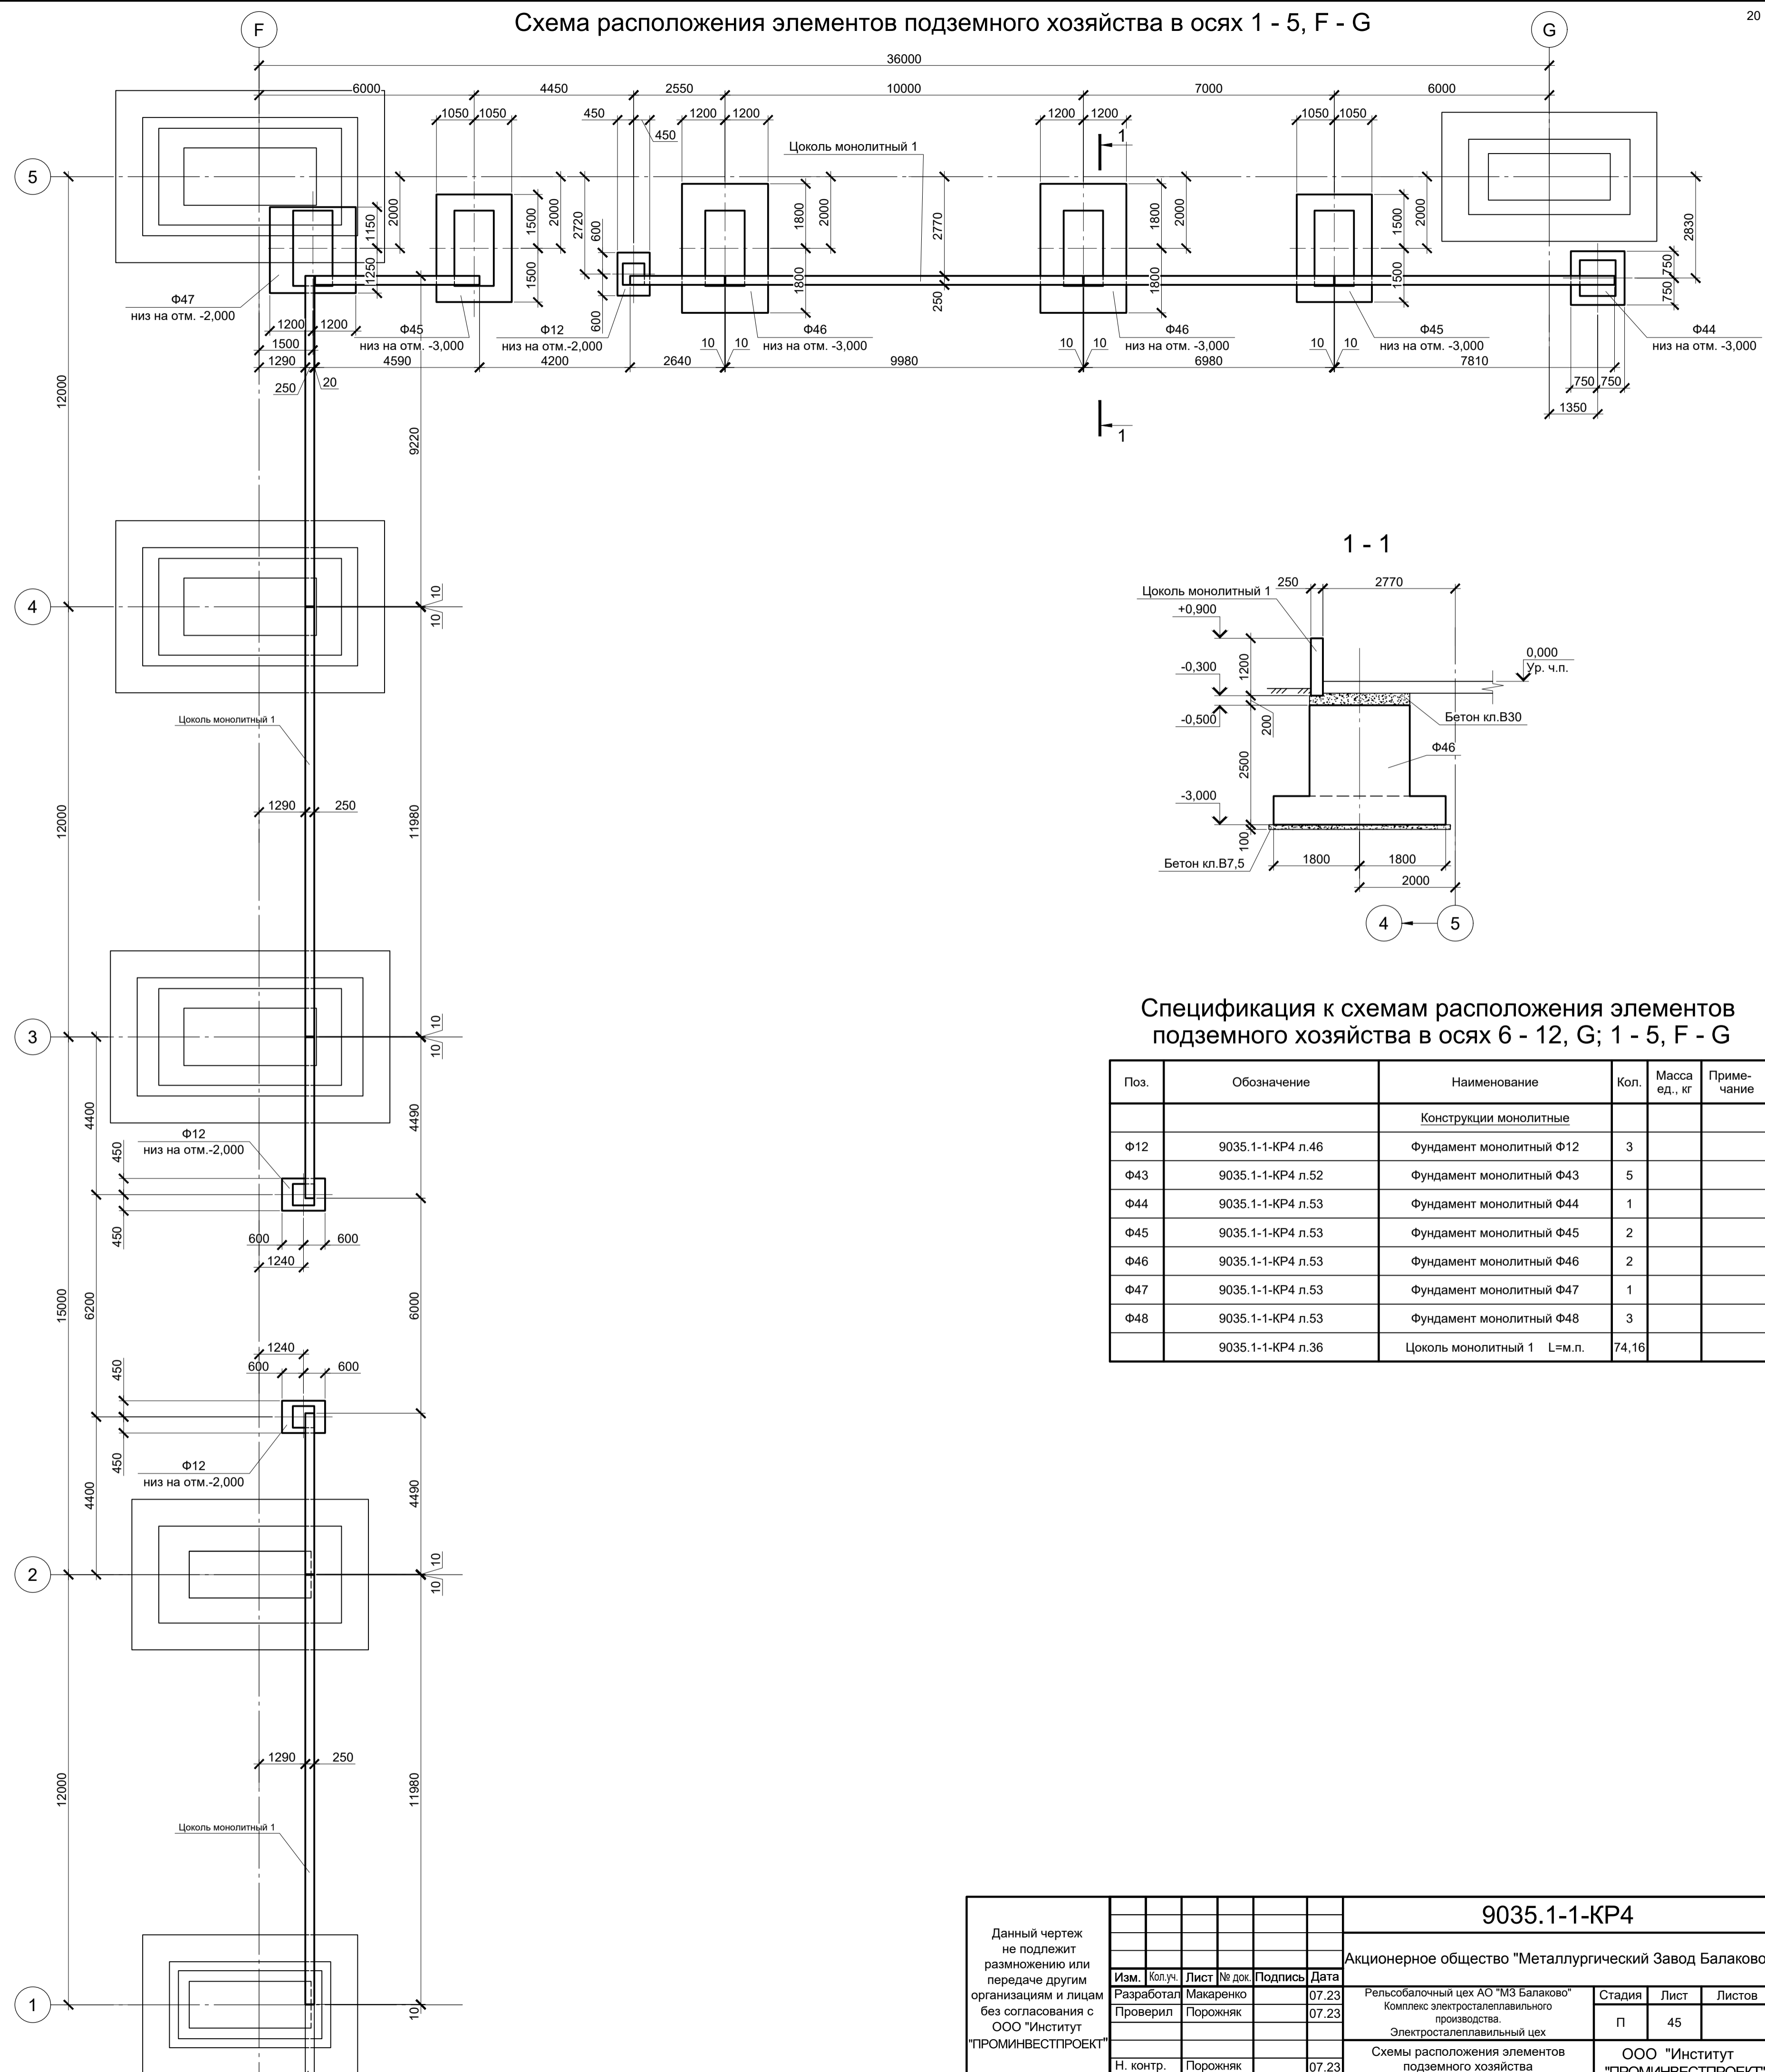 Схема расположения элементов подземного хозяйства в осях 1 - 5, F - G
20
F
G
36000
6000 4450 2550 10000 7000 6000
1050 1050 450 450 1200 1200 1200 1200 1050 1050
Цоколь монолитный 1
1
5
1150 1250 2000 1500 1500 2000 2720 600 600 1800 1800 2000 2770 250 1800 1800 2000 1500 1500 2000 2830 750 750
Ф47
низ на отм. -2,000
Ф45
низ на отм. -3,000
Ф12
низ на отм.-2,000
Ф46
низ на отм. -3,000
Ф46
низ на отм. -3,000
Ф45
низ на отм. -3,000
Ф44
низ на отм. -3,000
1200 1200
1500
1290 4590 4200 2640 10 10 9980 10 10 6980 10 10 7810
250 20
750 750
1350
1
12000
9220
4
10 10
Цоколь монолитный 1
1290 250
12000
11980
3
10 10
4400
4490
Ф12
низ на отм.-2,000
450
450
600 600
1240
15000
6200
6000
1240
600 600
450
450
Ф12
низ на отм.-2,000
4400
4490
2
10 10
1290 250
12000
11980
Цоколь монолитный 1
1
10
1 - 1
Цоколь монолитный 1
250 2770
+0,900
-0,300
-0,500
-3,000
1200
200
2500
100
0,000
Ур. ч.п.
Бетон кл.В30
Ф46
Бетон кл.В7,5
1800 1800
2000
4 5
Спецификация к схемам расположения элементов
подземного хозяйства в осях 6 - 12, G; 1 - 5, F - G
Поз. Обозначение Наименование Кол. Масса ед., кг Приме- чание
Конструкции монолитные
Ф12 9035.1-1-КР4 л.46 Фундамент монолитный Ф12 3
Ф43 9035.1-1-КР4 л.52 Фундамент монолитный Ф43 5
Ф44 9035.1-1-КР4 л.53 Фундамент монолитный Ф44 1
Ф45 9035.1-1-КР4 л.53 Фундамент монолитный Ф45 2
Ф46 9035.1-1-КР4 л.53 Фундамент монолитный Ф46 2
Ф47 9035.1-1-КР4 л.53 Фундамент монолитный Ф47 1
Ф48 9035.1-1-КР4 л.53 Фундамент монолитный Ф48 3
9035.1-1-КР4 л.36 Цоколь монолитный 1 L=м.п. 74,16
Данный чертеж
не подлежит
размножению или
передаче другим
организациям и лицам
без согласования с
ООО "Институт
"ПРОМИНВЕСТПРОЕКТ"
9035.1-1-КР4
Акционерное общество "Металлургический Завод Балаково
Изм. Кол.уч. Лист № док. Подпись Дата
Разработал Макаренко 07.23
Проверил Порожняк 07.23
Н. контр. Порожняк 07.23
Рельсобалочный цех АО "МЗ Балаково"
Комплекс электросталеплавильного
производства.
Электросталеплавильный цех
Стадия Лист Листов
П 45
Схемы расположения элементов
подземного хозяйства
ООО "Институт
"ПРОМИНВЕСТПРОЕКТ"